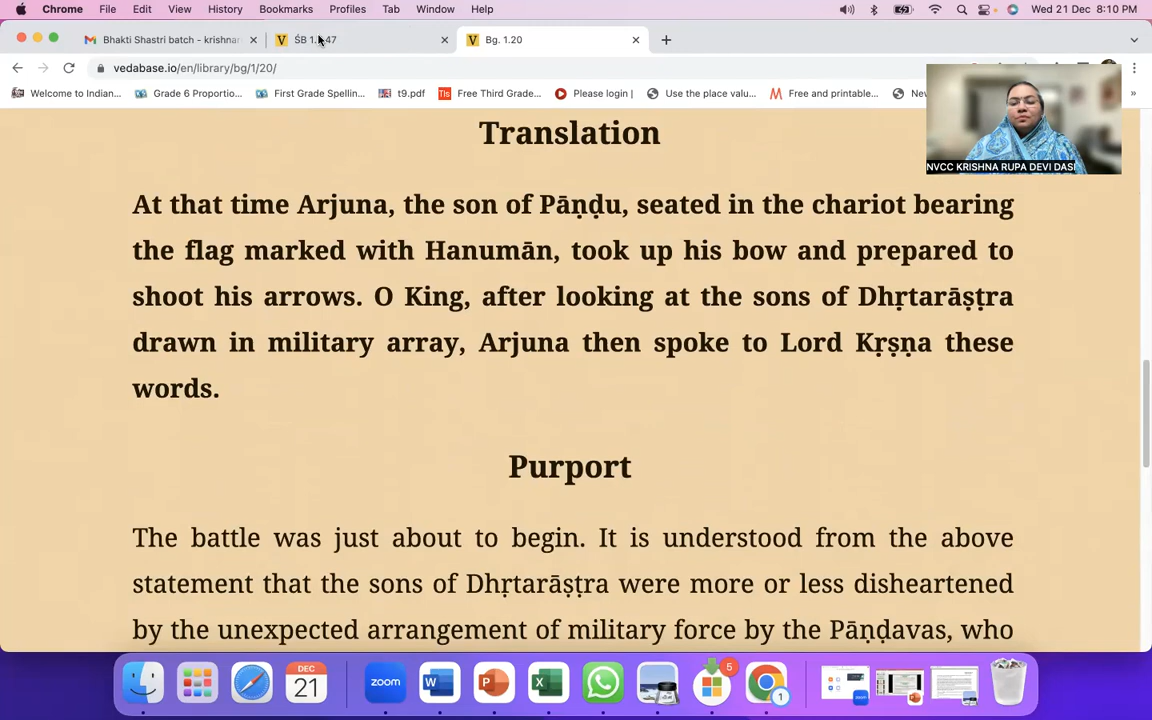 Chrome File Edit View History Bookmarks Profiles Tab Window Help Wed 21 Dec 8:10 PM
Bhakti Shastri batch - krishnar ŚB 1. 47 Bg. 1.20
vedabase.io/en/library/bg/1/20/
Welcome to Indian... Grade 6 Proportio... First Grade Spellin... t9.pdf Free Third Grade... Please login | Use the place valu... Free and printable... Nev
NVCC KRISHNA RUPA DEVI DASI
Translation
At that time Arjuna, the son of Pāṇḍu, seated in the chariot bearing
the flag marked with Hanumān, took up his bow and prepared to
shoot his arrows. O King, after looking at the sons of Dhṛtarāṣṭra
drawn in military array, Arjuna then spoke to Lord Kṛṣṇa these
words.
Purport
The battle was just about to begin. It is understood from the above
statement that the sons of Dhṛtarāṣṭra were more or less disheartened
by the unexpected arrangement of military force by the Pāṇḍavas, who
DEC
21
zoom
5
1